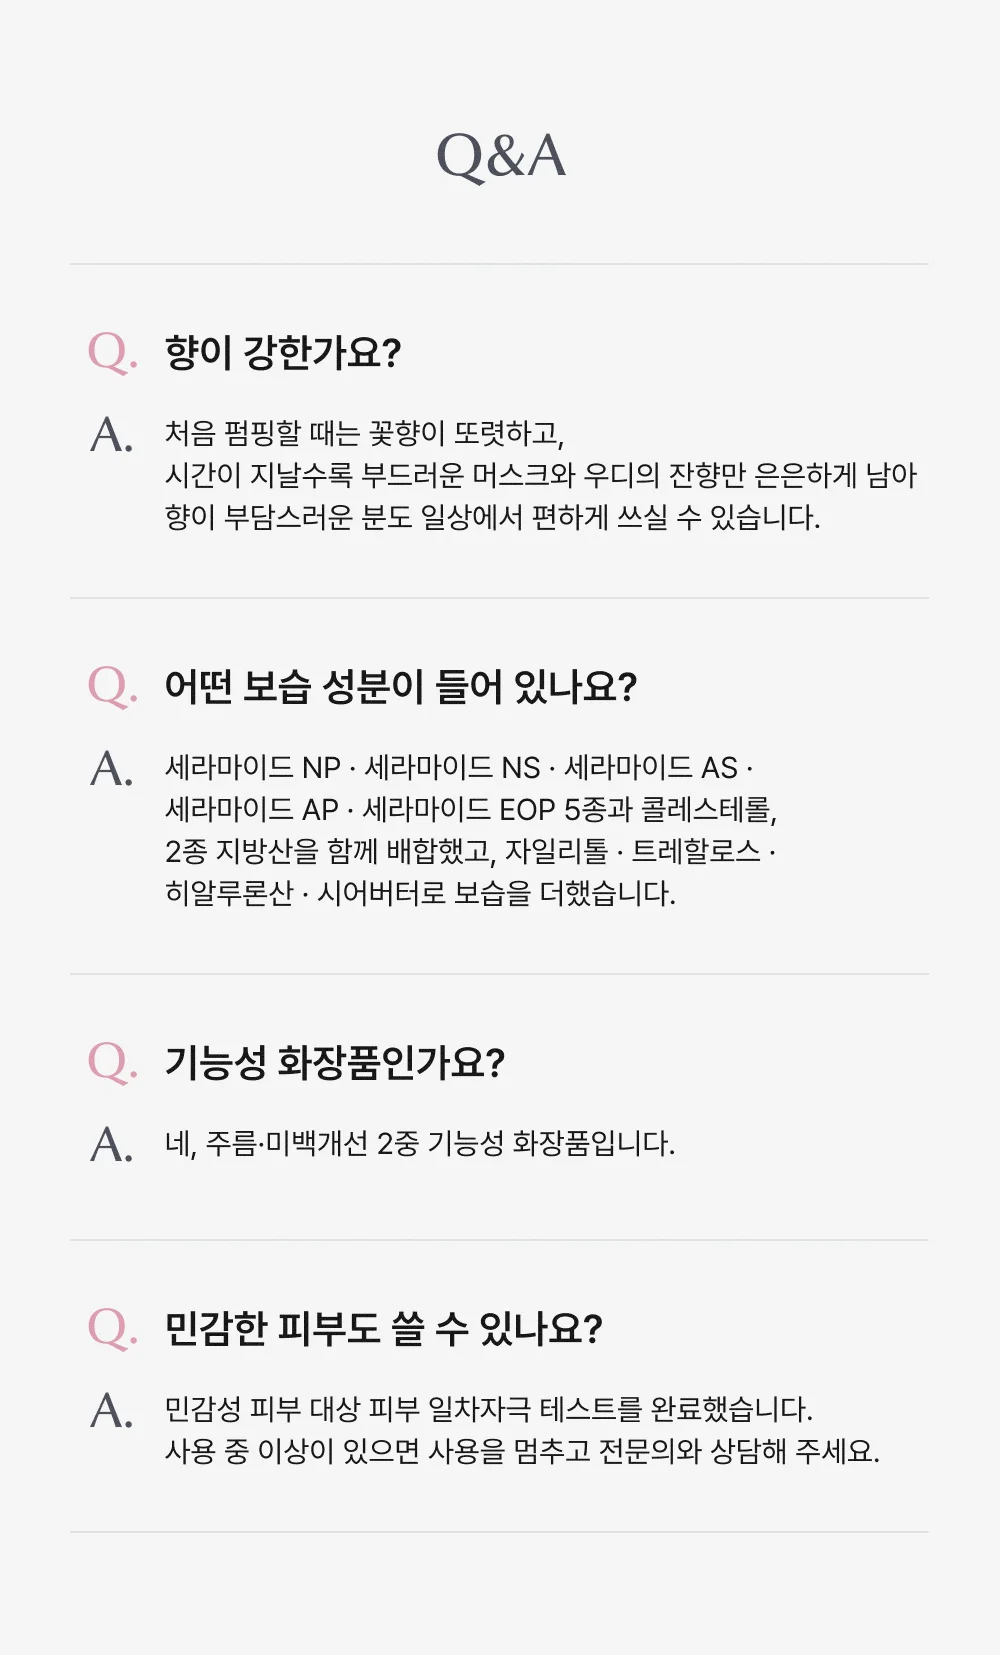 Q&A
Q. 향이 강한가요?
A. 처음 펌핑할 때는 꽃향이 또렷하고,
시간이 지날수록 부드러운 머스크와 우디의 잔향만 은은하게 남아
향이 부담스러운 분도 일상에서 편하게 쓰실 수 있습니다.
Q. 어떤 보습 성분이 들어 있나요?
A. 세라마이드 NP · 세라마이드 NS · 세라마이드 AS ·
세라마이드 AP · 세라마이드 EOP 5종과 콜레스테롤,
2종 지방산을 함께 배합했고, 자일리톨 · 트레할로스 ·
히알루론산 · 시어버터로 보습을 더했습니다.
Q. 기능성 화장품인가요?
A. 네, 주름·미백개선 2중 기능성 화장품입니다.
Q. 민감한 피부도 쓸 수 있나요?
A. 민감성 피부 대상 피부 일차자극 테스트를 완료했습니다.
사용 중 이상이 있으면 사용을 멈추고 전문의와 상담해 주세요.